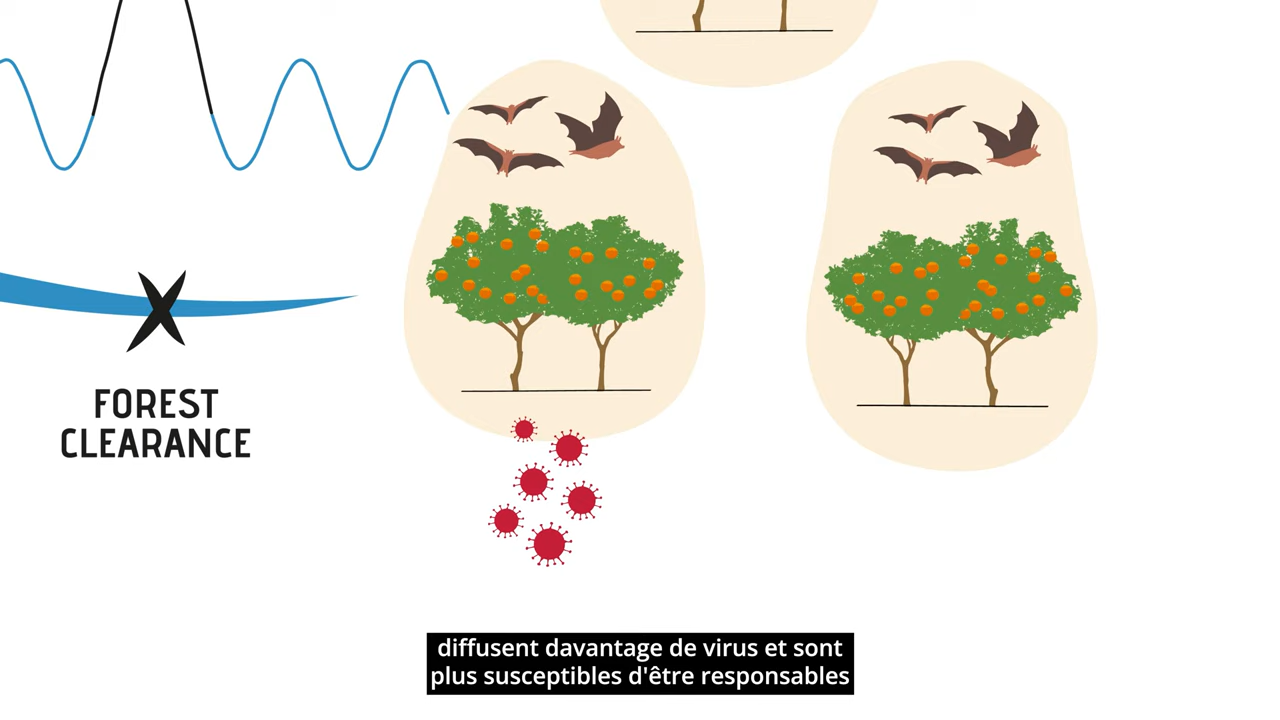 FOREST
CLEARANCE
diffusent davantage de virus et sont
plus susceptibles d'être responsables